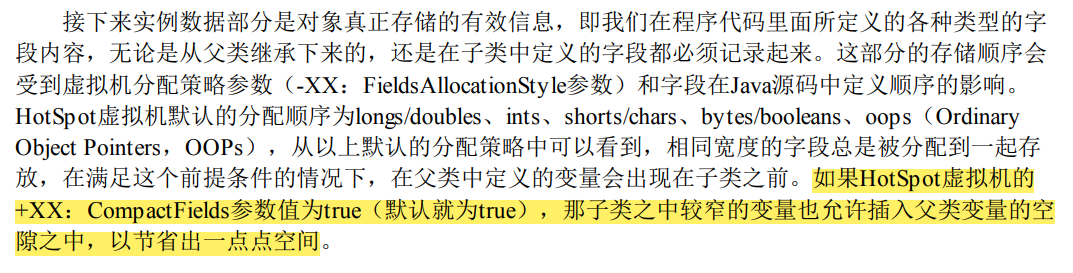 接下来实例数据部分是对象真正存储的有效信息，即我们在程序代码里面所定义的各种类型的字
段内容，无论是从父类继承下来的，还是在子类中定义的字段都必须记录起来。这部分的存储顺序会
受到虚拟机分配策略参数（-XX：FieldsAllocationStyle参数）和字段在Java源码中定义顺序的影响。
HotSpot虚拟机默认的分配顺序为longs/doubles、ints、shorts/chars、bytes/booleans、oops（Ordinary
Object Pointers，OOPs），从以上默认的分配策略中可以看到，相同宽度的字段总是被分配到一起存
放，在满足这个前提条件的情况下，在父类中定义的变量会出现在子类之前。如果HotSpot虚拟机的
+XX：CompactFields参数值为true（默认就为true），那子类之中较窄的变量也允许插入父类变量的空
隙之中，以节省出一点点空间。